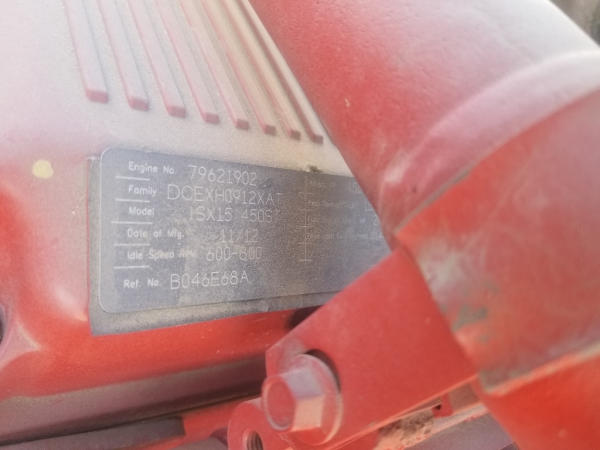 Engine No. 79621902
Family DCEXH0912XAT
Model ISX15 450ST
Date of Mfg. 11/12
Idle Speed RPM 600-800
Ref. No. B046E68A